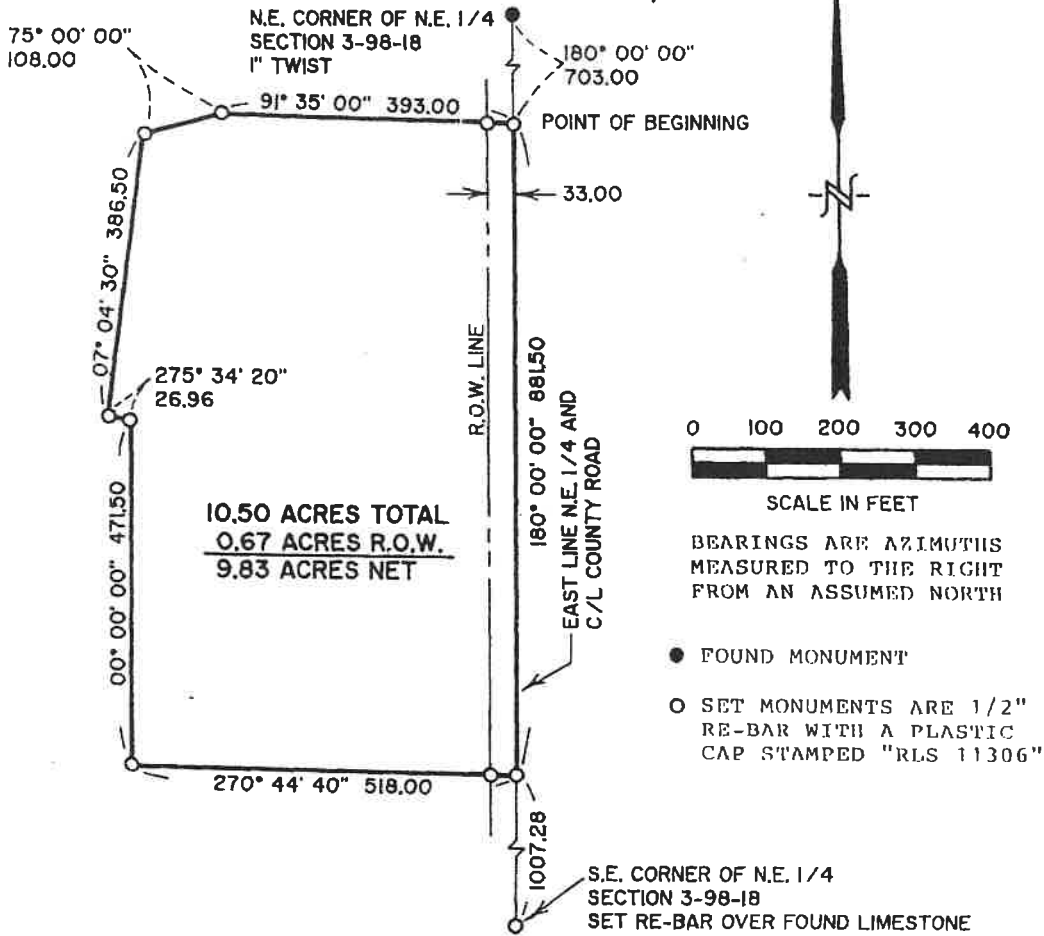 N.E. CORNER OF N.E. 1/4
SECTION 3-98-18
1" TWIST
75° 00' 00"
108.00
180° 00' 00"
703.00
91° 35' 00" 393.00
POINT OF BEGINNING
33.00
07° 04' 30" 386.50
275° 34' 20"
26.96
R.O.W. LINE
180° 00' 00" 881.50
EAST LINE N.E. 1/4 AND
C/L COUNTY ROAD
00° 00' 00" 471.50
10.50 ACRES TOTAL
0.67 ACRES R.O.W.
9.83 ACRES NET
270° 44' 40" 518.00
1007.28
S.E. CORNER OF N.E. 1/4
SECTION 3-98-18
SET RE-BAR OVER FOUND LIMESTONE
N
0 100 200 300 400
SCALE IN FEET
BEARINGS ARE AZIMUTHS
MEASURED TO THE RIGHT
FROM AN ASSUMED NORTH
FOUND MONUMENT
SET MONUMENTS ARE 1/2"
RE-BAR WITH A PLASTIC
CAP STAMPED "RLS 11306"